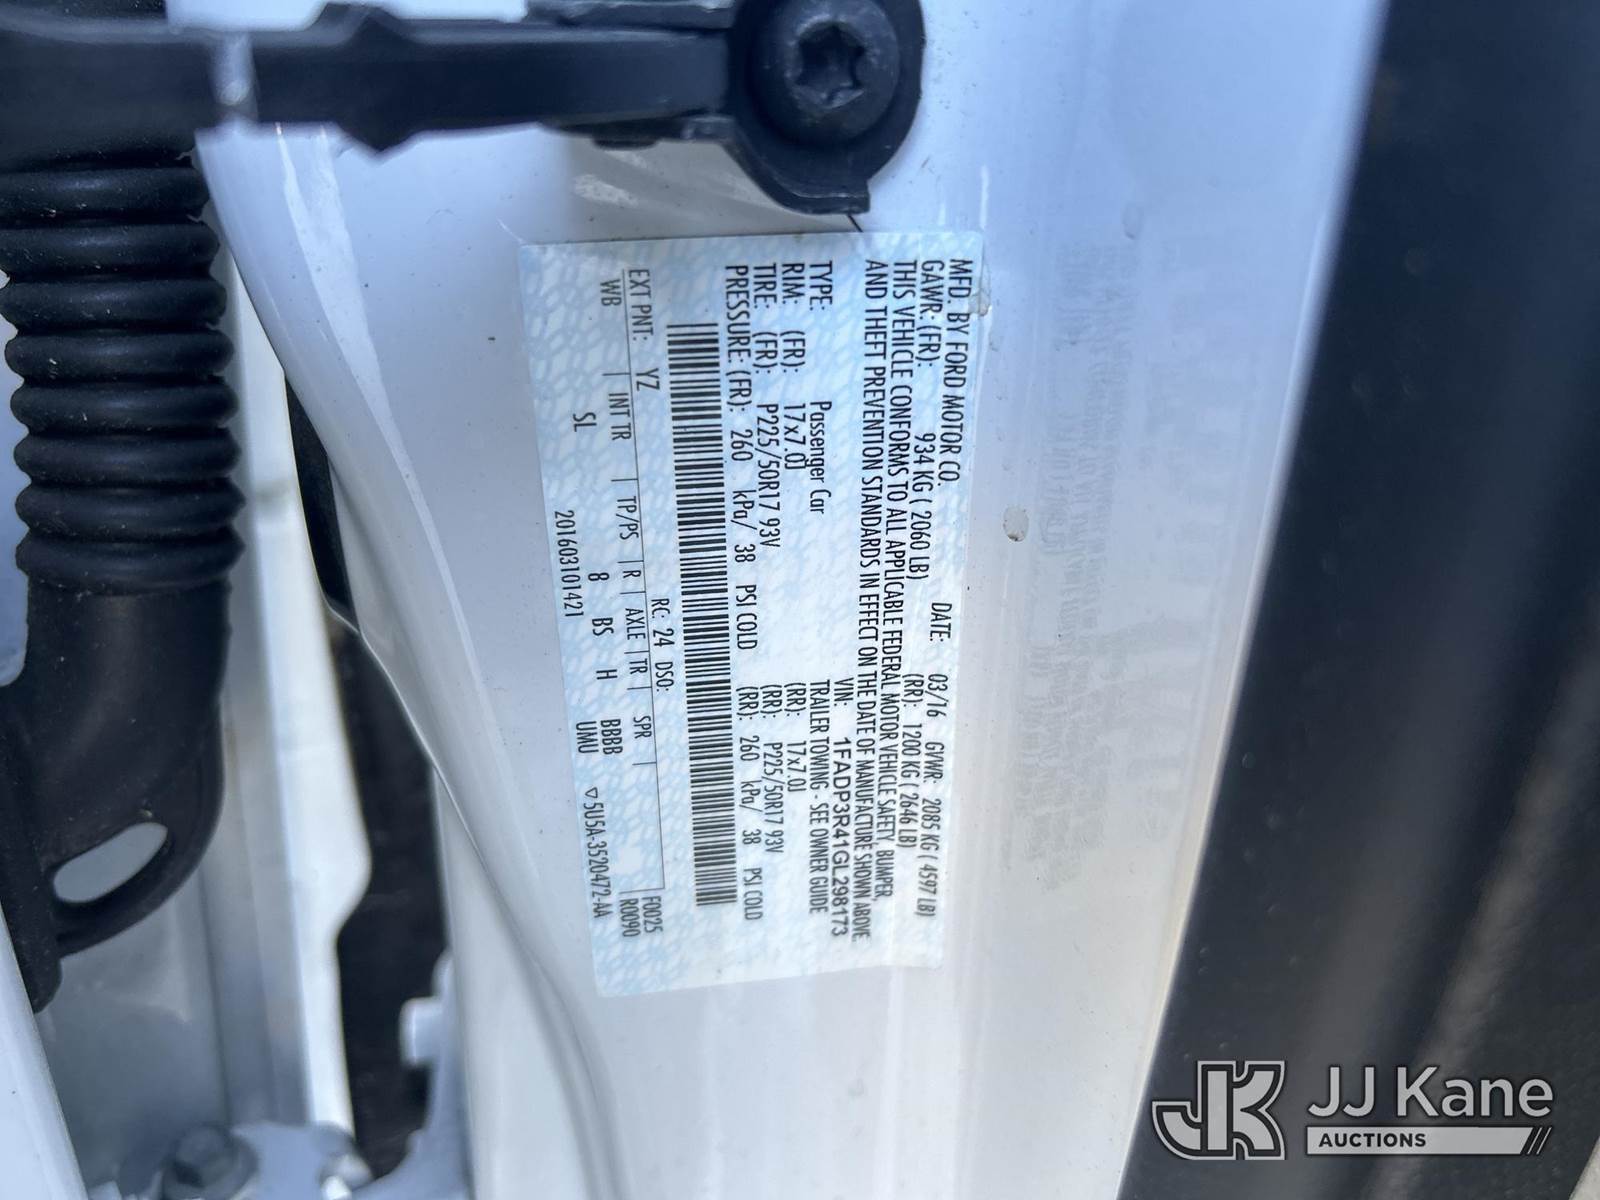 MFD. BY FORD MOTOR CO.
DATE: 03/16 GVWR: 2085 KG ( 4597 LB)
GAWR: (FR): 934 KG ( 2060 LB) (RR): 1200 KG ( 2646 LB)
THIS VEHICLE CONFORMS TO ALL APPLICABLE FEDERAL MOTOR VEHICLE SAFETY, BUMPER,
AND THEFT PREVENTION STANDARDS IN EFFECT ON THE DATE OF MANUFACTURE SHOWN ABOVE.
VIN: 1FADP3R41GL298173
TYPE: Passenger Car TRAILER TOWING - SEE OWNER GUIDE
RIM: (FR): 17x7.0J (RR): 17x7.0J
TIRE: (FR): P225/50R17 93V (RR): P225/50R17 93V
PRESSURE: (FR): 260 kPa/ 38 PSI COLD (RR): 260 kPa/ 38 PSI COLD
EXT PNT: YZ RC: 24 DSO: F0025
WB | INT TR | TP/PS | R | AXLE | TR | SPR | R0090
SL 8 BS H BBBB
201603101421 UMU ▽5U5A-3520472-AA
JK JJ Kane
AUCTIONS